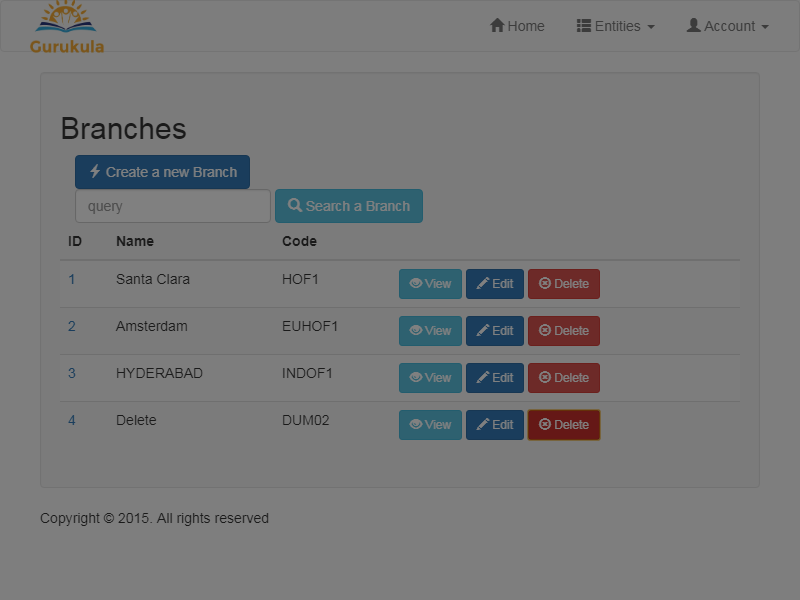 Gurukula
Home Entities Account
Branches
Create a new Branch
query Search a Branch
ID Name Code
1 Santa Clara HOF1 View Edit Delete
2 Amsterdam EUHOF1 View Edit Delete
3 HYDERABAD INDOF1 View Edit Delete
4 Delete DUM02 View Edit Delete
Copyright © 2015. All rights reserved